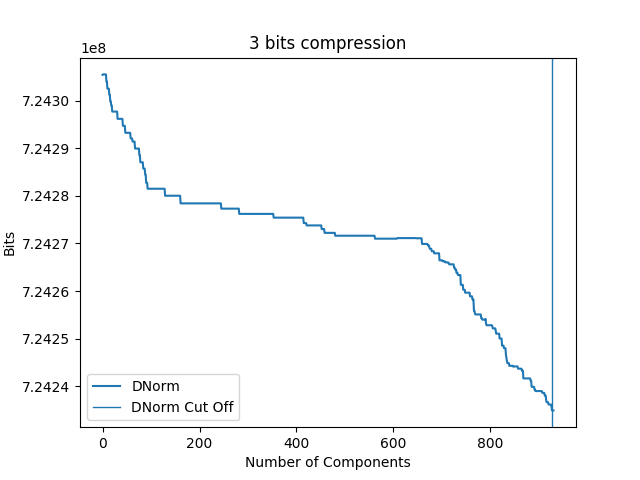 3 bits compression
1e8
7.2430
7.2429
7.2428
7.2427
7.2426
7.2425
7.2424
Bits
DNorm
DNorm Cut Off
0 200 400 600 800
Number of Components